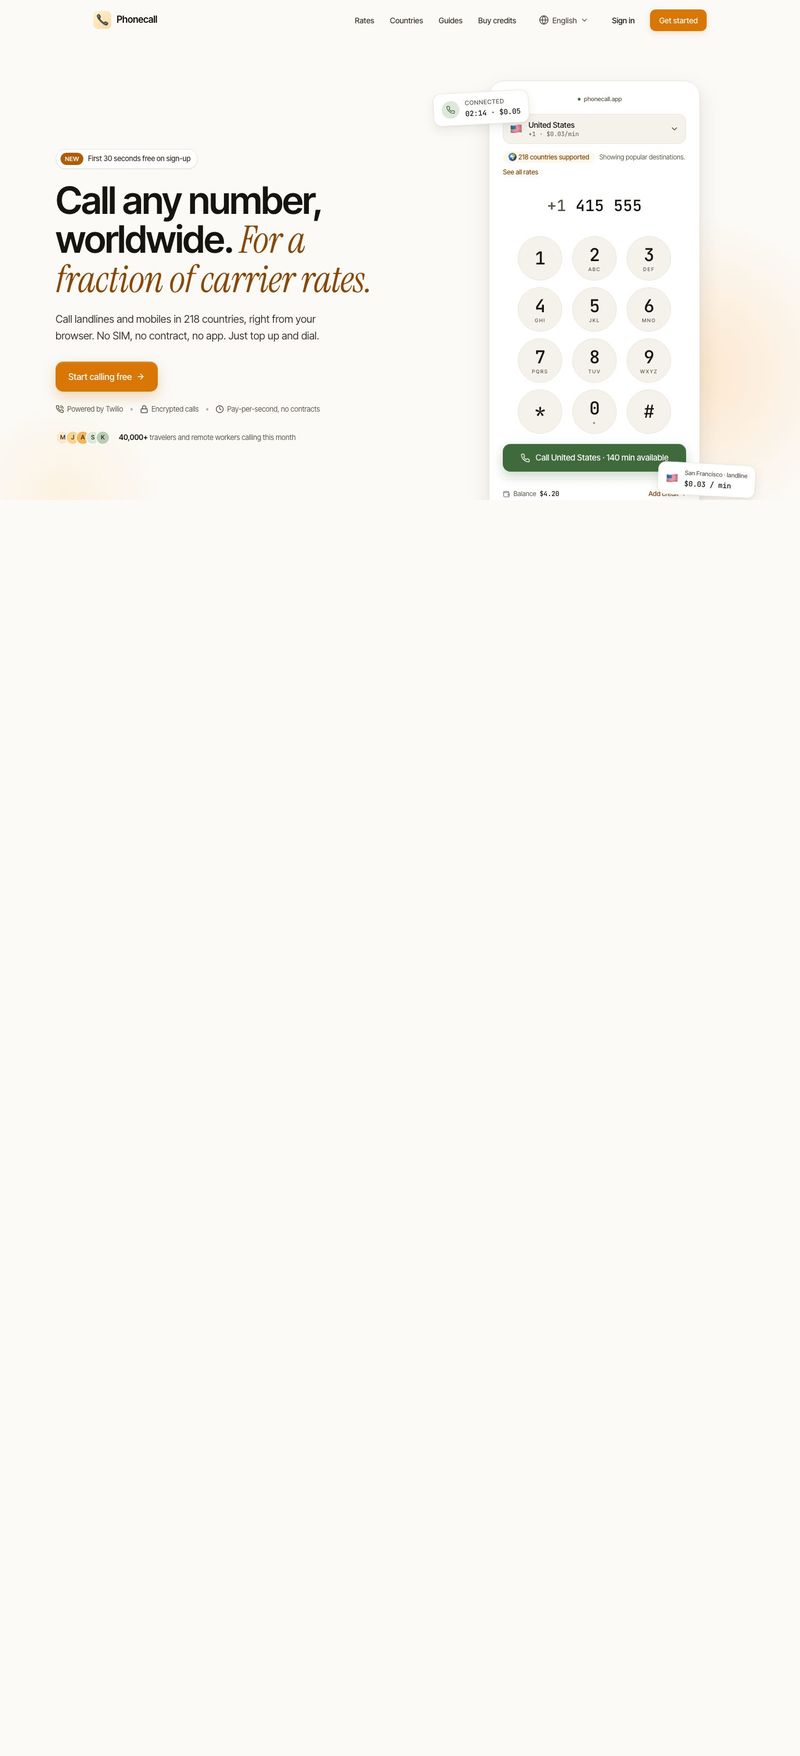 Phonecall
Rates
Countries
Guides
Buy credits
English
Sign in
Get started
NEW First 30 seconds free on sign-up
Call any number,
worldwide. For a
fraction of carrier rates.
Call landlines and mobiles in 218 countries, right from your
browser. No SIM, no contract, no app. Just top up and dial.
Start calling free →
Powered by Twilio • Encrypted calls • Pay-per-second, no contracts
M J A S K
40,000+ travelers and remote workers calling this month
CONNECTED
02:14 · $0.05
phonecall.app
United States
+1 · $0.03/min
218 countries supported
Showing popular destinations.
See all rates
+1 415 555
1
2
ABC
3
DEF
4
GHI
5
JKL
6
MNO
7
PQRS
8
TUV
9
WXYZ
*
0
+
#
Call United States · 140 min available
San Francisco · landline
$0.03 / min
Balance $4.20
Add credit